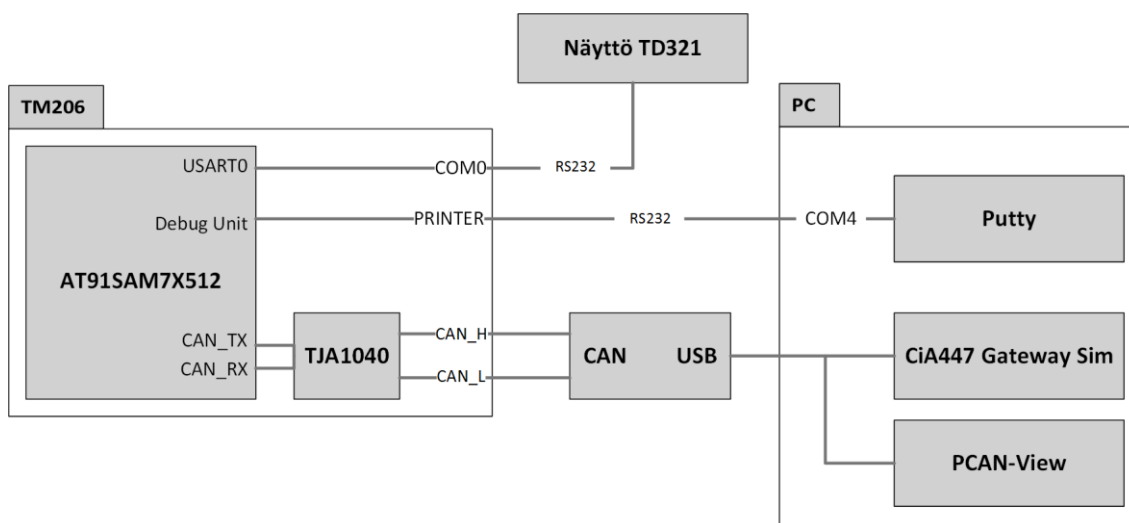 Näyttö TD321
TM206
PC
USART0
COM0
RS232
Debug Unit
PRINTER
RS232
COM4
Putty
AT91SAM7X512
CAN_TX
CAN_RX
TJA1040
CAN_H
CAN_L
CAN USB
CiA447 Gateway Sim
PCAN-View